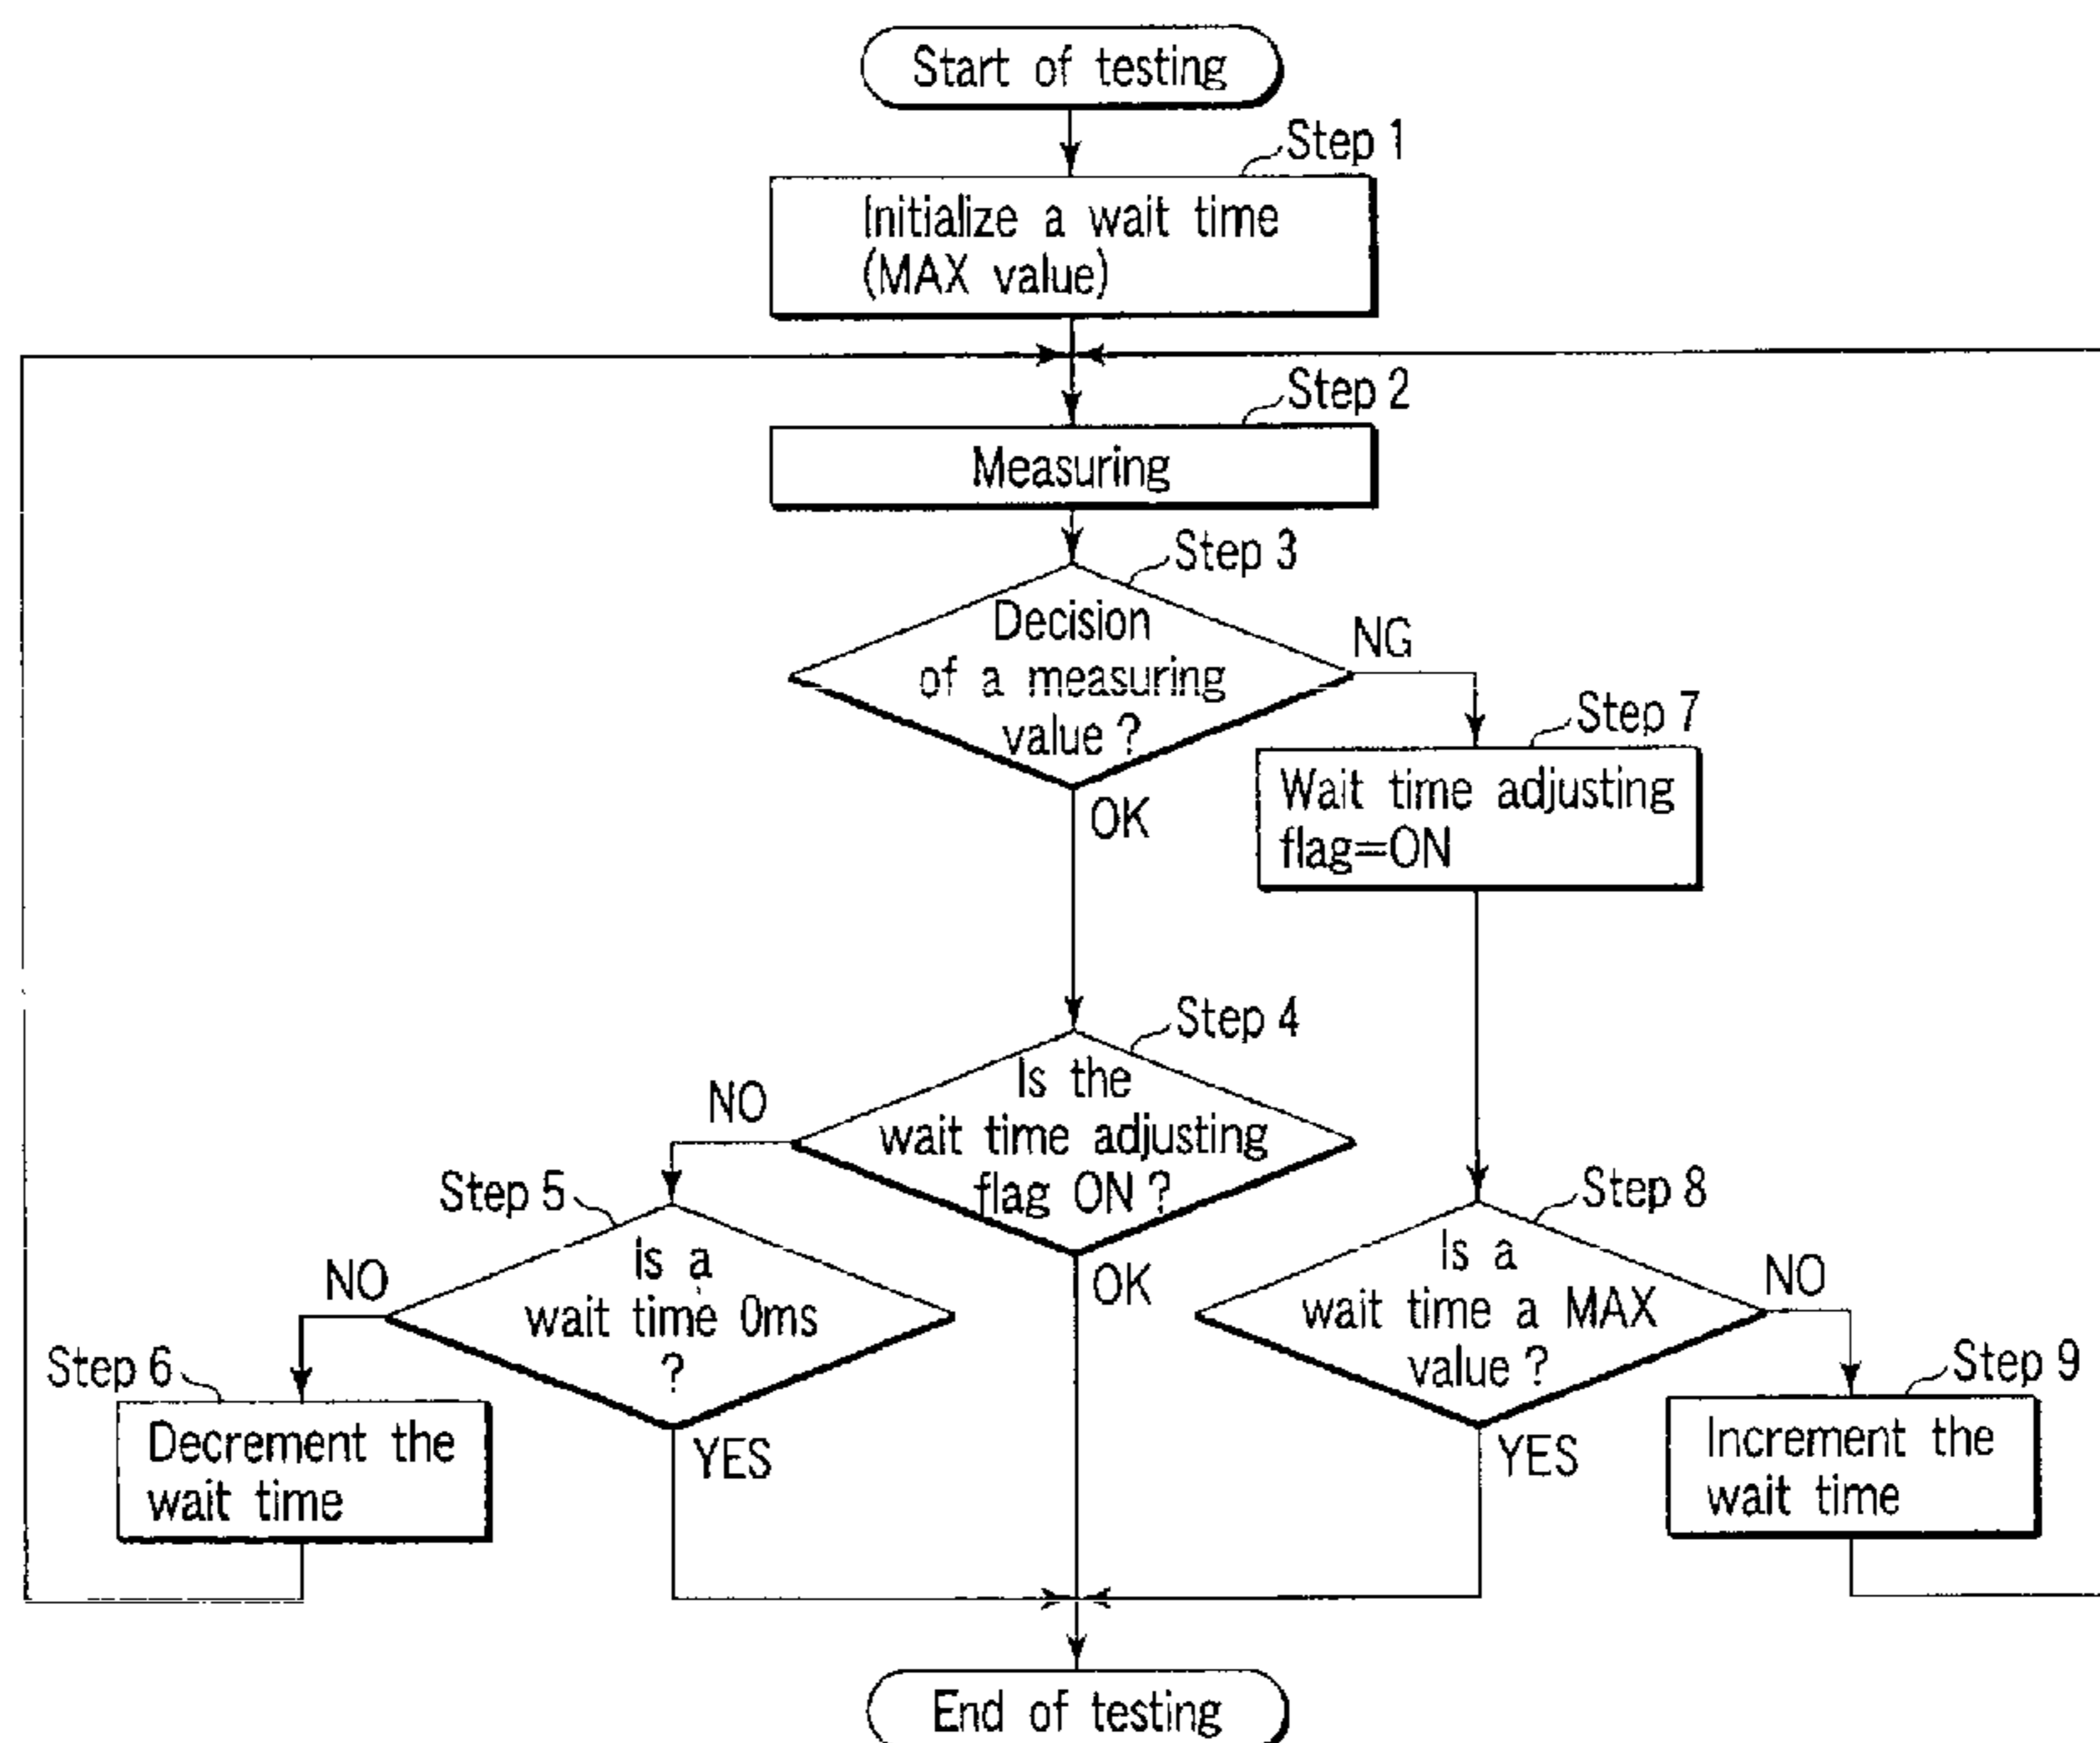 Start of testing
Step 1
Initialize a wait time
(MAX value)
Step 2
Measuring
Step 3
Decision
of a measuring
value?
NG
OK
Step 7
Wait time adjusting
flag=ON
Step 4
Is the
wait time adjusting
flag ON?
NO
OK
Step 5
Is a
wait time 0ms
?
NO
YES
Step 6
Decrement the
wait time
Step 8
Is a
wait time a MAX
value?
NO
YES
Step 9
Increment the
wait time
End of testing